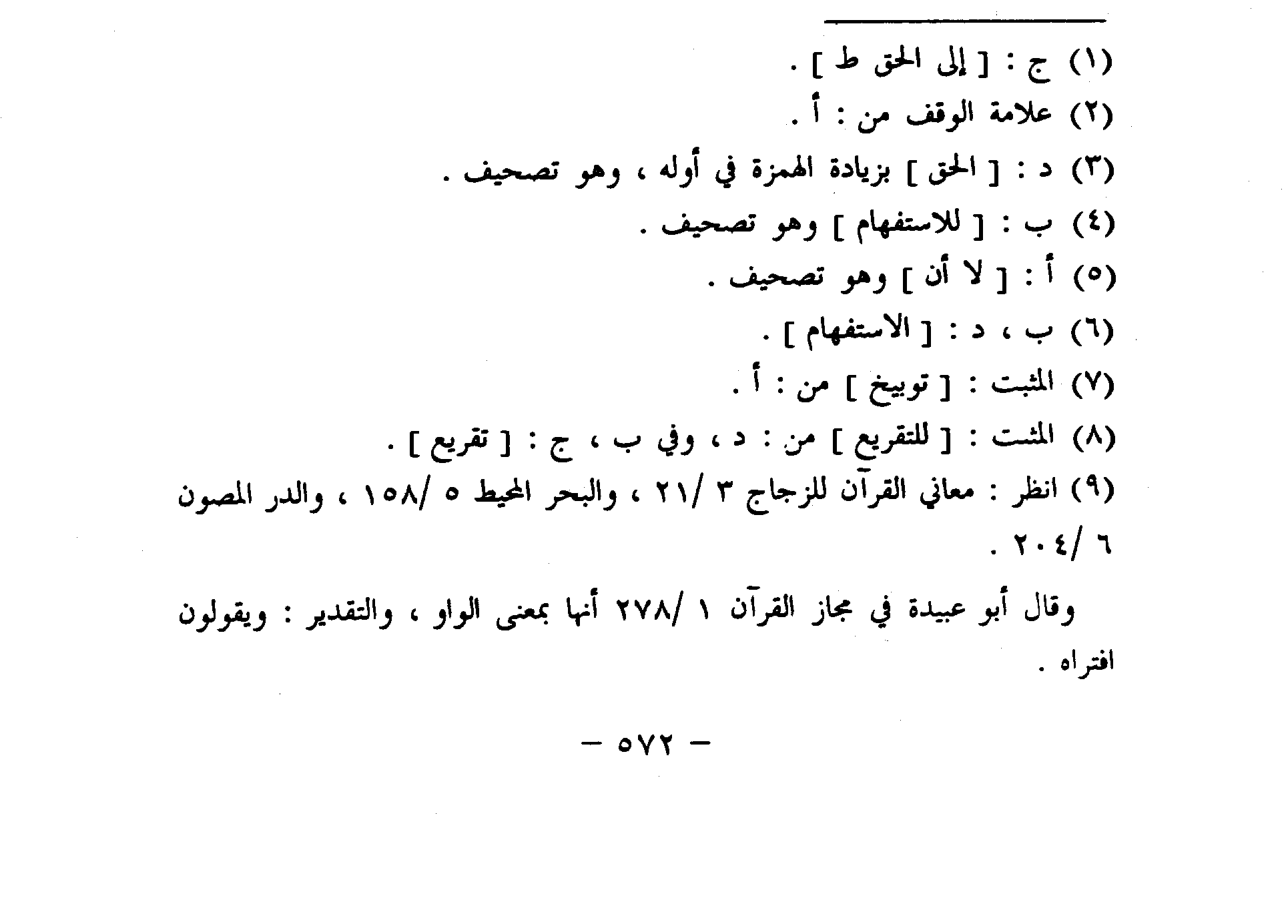 (١) ج : [ إلى الحق ط ] .
(٢) علامة الوقف من : أ .
(٣) د : [ الحق ] بزيادة الهمزة في أوله ، وهو تصحيف .
(٤) ب : [ للاستفهام ] وهو تصحيف .
(٥) أ : [ لا أن ] وهو تصحيف .
(٦) ب ، د : [ الاستفهام ] .
(٧) المثبت : [ توبيخ ] من : أ .
(٨) المثبت : [ للتقريع ] من : د ، وفي ب ، ج : [ تقريع ] .
(٩) انظر : معاني القرآن للزجاج ٣ /٢١ ، والبحر المحيط ٥ /١٥٨ ، والدر المصون
٦ /٢٠٤ .
وقال أبو عبيدة في مجاز القرآن ١ /٢٧٨ أنها بمعنى الواو ، والتقدير : ويقولون
افتراه .
– ٥٧٢ –